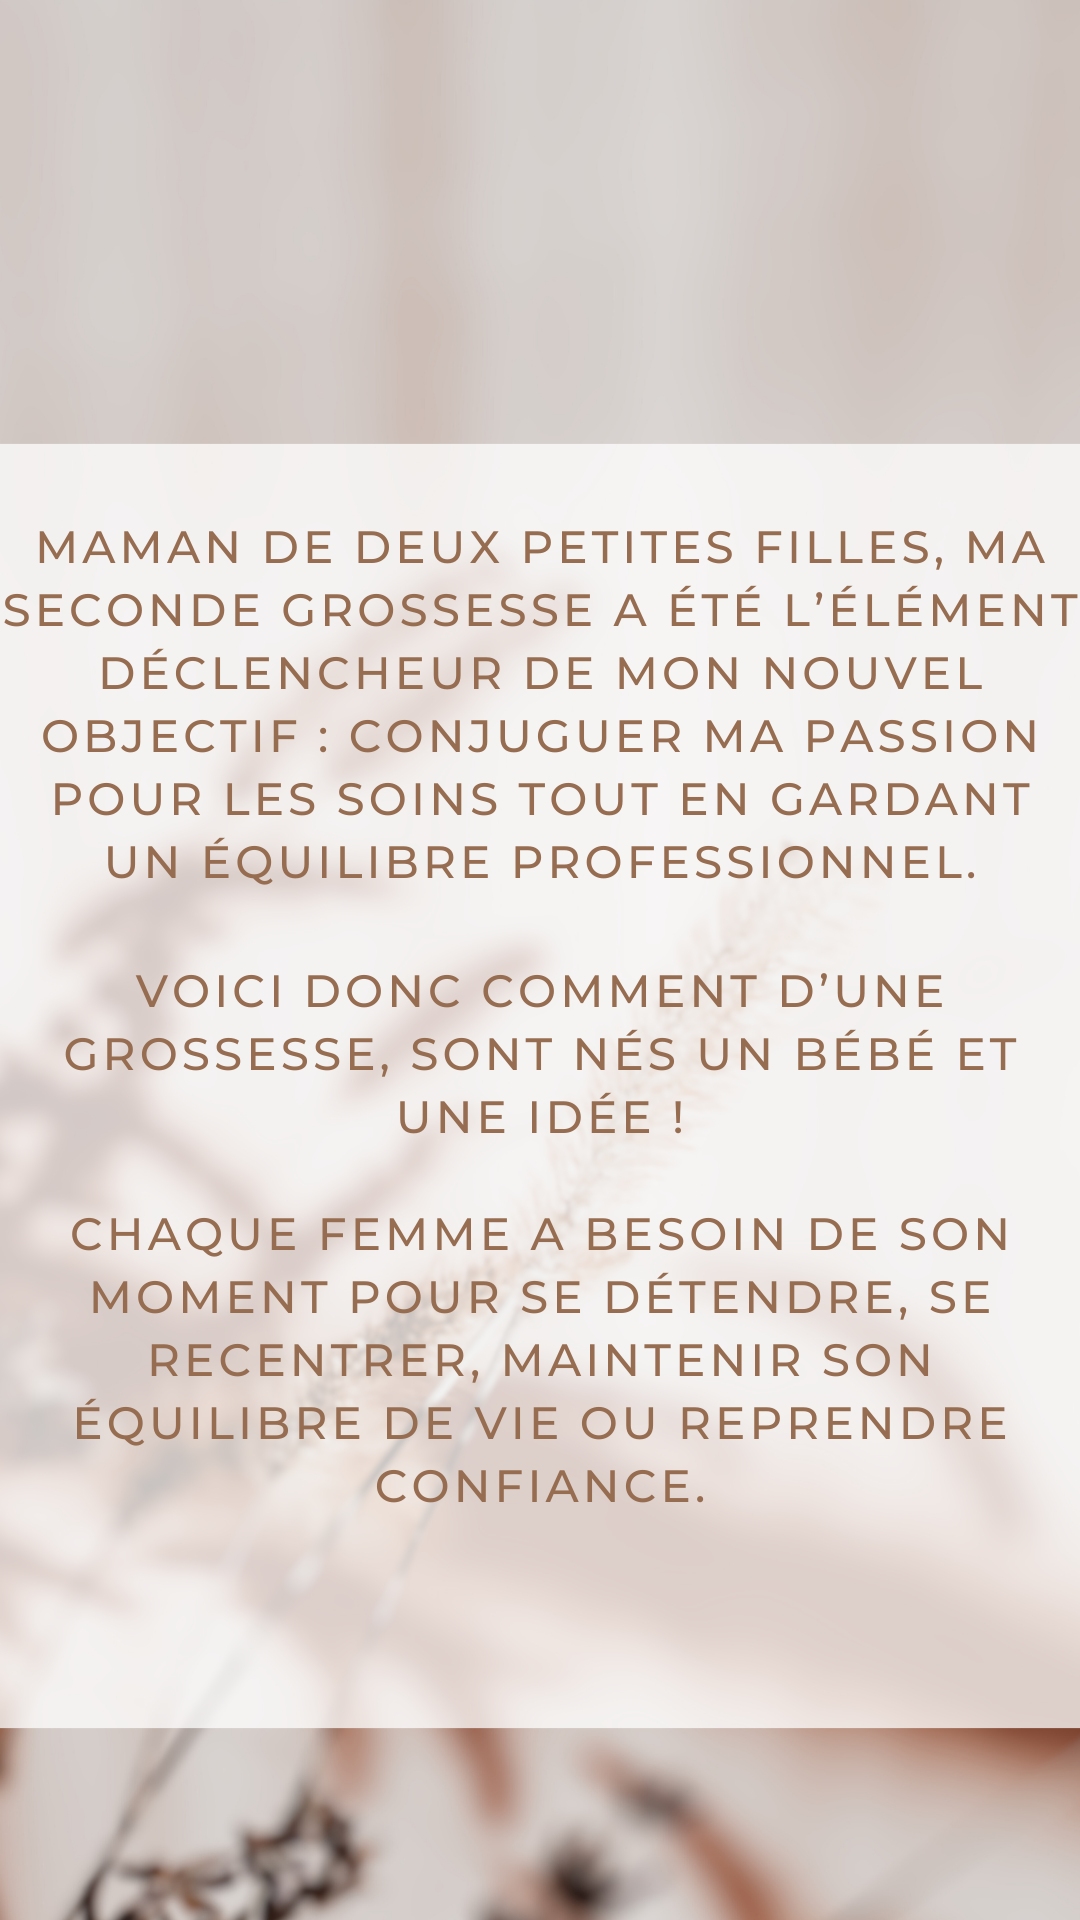 MAMAN DE DEUX PETITES FILLES, MA
SECONDE GROSSESSE A ÉTÉ L’ÉLÉMENT
DÉCLENCHEUR DE MON NOUVEL
OBJECTIF : CONJUGUER MA PASSION
POUR LES SOINS TOUT EN GARDANT
UN ÉQUILIBRE PROFESSIONNEL.
VOICI DONC COMMENT D’UNE
GROSSESSE, SONT NÉS UN BÉBÉ ET
UNE IDÉE !
CHAQUE FEMME A BESOIN DE SON
MOMENT POUR SE DÉTENDRE, SE
RECENTRER, MAINTENIR SON
ÉQUILIBRE DE VIE OU REPRENDRE
CONFIANCE.